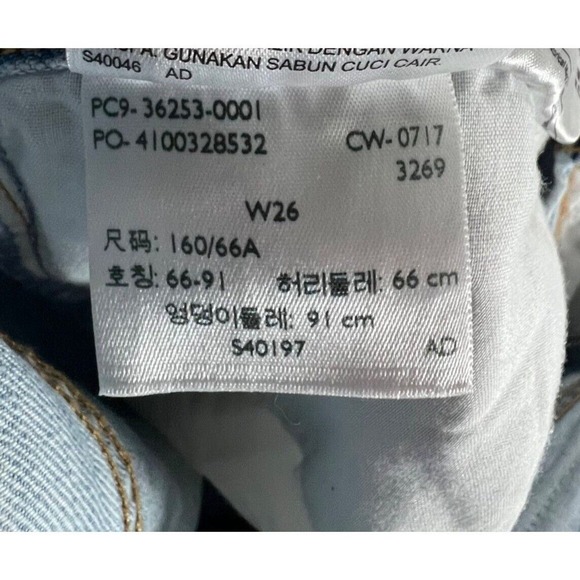 DENGAN WARNA
GUNAKAN SABUN CUCI CAIR.
S40046 AD
PC9-36253-0001
PO-4100328532 CW-0717
3269
W26
尺码: 160/66A
호칭: 66-91 허리둘레: 66 cm
엉덩이둘레: 91 cm
S40197 AD